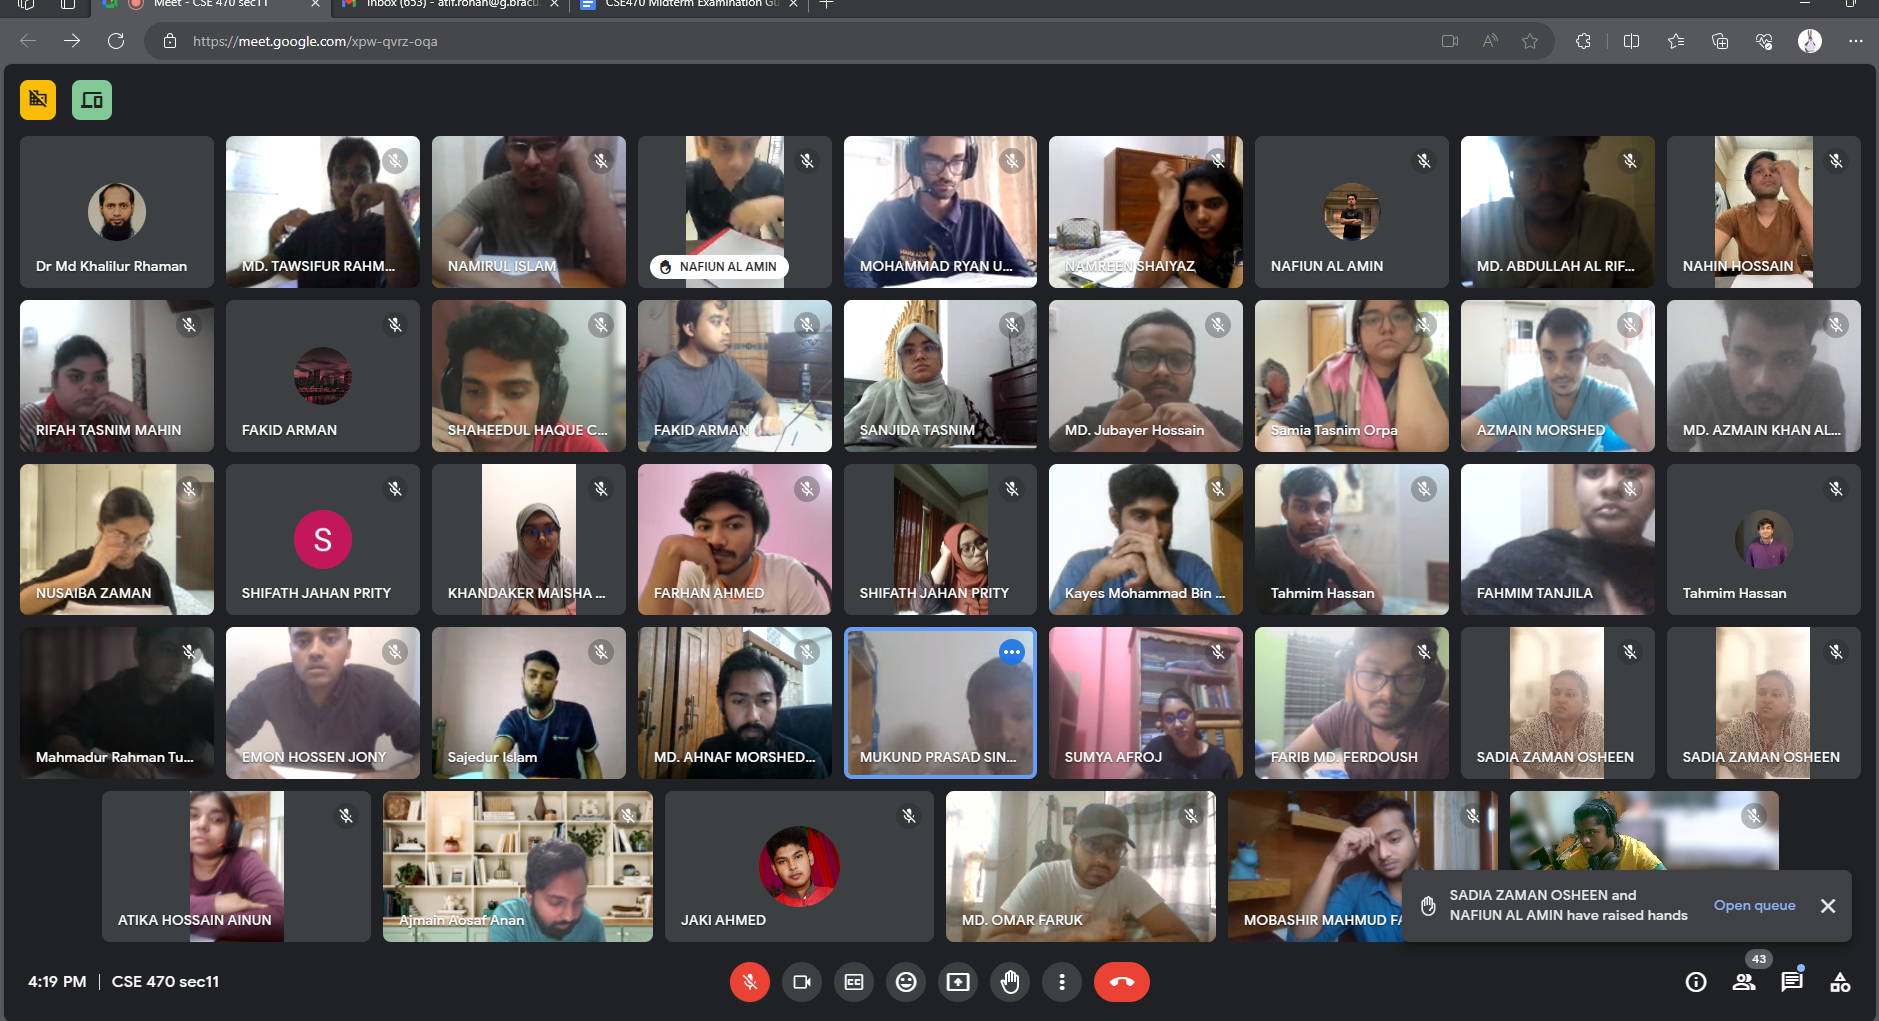 Meet - CSE 470 sec11
Inbox (653) - atif.ronan@g.bracu.
CSE470 Midterm Examination Gu
https://meet.google.com/xpw-qvrz-oqa
Dr Md Khalilur Rhaman
MD. TAWSIFUR RAHM...
NAMIRUL ISLAM
NAFIUN AL AMIN
MOHAMMAD RYAN U...
NAMREEN SHAIYAZ
NAFIUN AL AMIN
MD. ABDULLAH AL RIF...
NAHIN HOSSAIN
RIFAH TASNIM MAHIN
FAKID ARMAN
SHAHEEDUL HAQUE C...
FAKID ARMAN
SANJIDA TASNIM
MD. Jubayer Hossain
Samia Tasnim Orpa
AZMAIN MORSHED
MD. AZMAIN KHAN AL...
NUSAIBA ZAMAN
S
SHIFATH JAHAN PRITY
KHANDAKER MAISHA ...
FARHAN AHMED
SHIFATH JAHAN PRITY
Kayes Mohammad Bin ...
Tahmim Hassan
FAHMIM TANJILA
Tahmim Hassan
Mahmadur Rahman Tu...
EMON HOSSEN JONY
Sajedur Islam
MD. AHNAF MORSHED...
MUKUND PRASAD SIN...
SUMYA AFROJ
FARIB MD. FERDOUSH
SADIA ZAMAN OSHEEN
SADIA ZAMAN OSHEEN
ATIKA HOSSAIN AINUN
Ajmain Aosaf Anan
JAKI AHMED
MD. OMAR FARUK
MOBASHIR MAHMUD FA
SADIA ZAMAN OSHEEN and
NAFIUN AL AMIN have raised hands
Open queue
4:19 PM | CSE 470 sec11
43